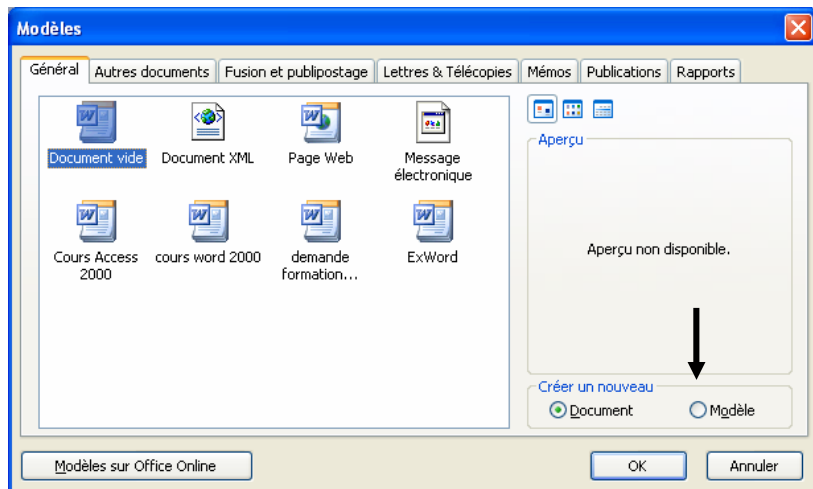 Modèles
Général Autres documents Fusion et publipostage Lettres & Télécopies Mémos Publications Rapports
Document vide Document XML Page Web Message
électronique
Cours Access cours word 2000 demande ExWord
2000 formation...
Aperçu
Aperçu non disponible.
Créer un nouveau
Document Modèle
Modèles sur Office Online OK Annuler